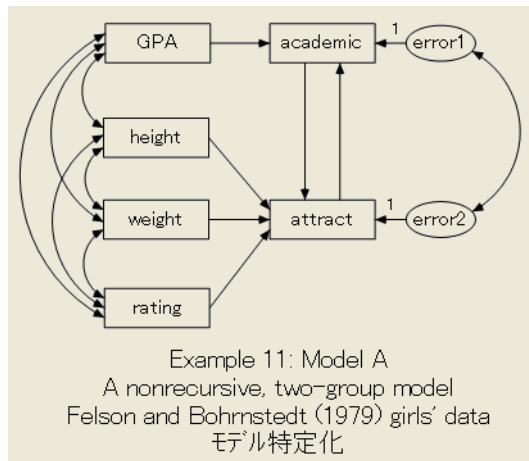 GPA
academic
1
error1
height
weight
attract
1
error2
rating
Example 11: Model A
A nonrecursive, two-group model
Felson and Bohrnstedt (1979) girls' data
モデル特定化